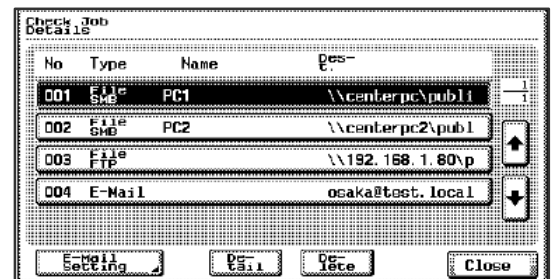 Check Job
Details
No Type Name Des-
t.
001 File
SMB PC1 \\centerpc\publi
1
1
002 File
SMB PC2 \\centerpc2\publ
003 File
FTP \\192.168.1.80\p
004 E-Mail osaka@test.local
E-Mail
Setting
De-
tail
De-
lete
Close